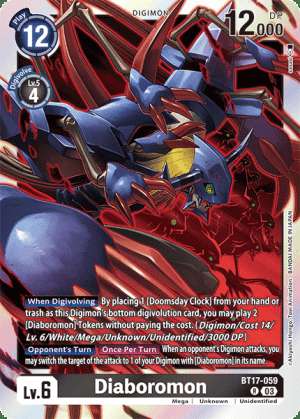 Play
12
DIGIMON
DP
12000
Digivolve
Lv.5
4
When Digivolving By placing 1 [Doomsday Clock] from your hand or
trash as this Digimon's bottom digivolution card, you may play 2
[Diaboromon] Tokens without paying the cost. (Digimon/Cost 14/
Lv. 6/White/Mega/Unknown/Unidentified/3000 DP)
Opponent's Turn Once Per Turn When an opponent's Digimon attacks, you
may switch the target of the attack to 1 of your Digimon with [Diaboromon] in its name.
BT17-059
Lv.6
Diaboromon
R 03
Mega Unknown Unidentified